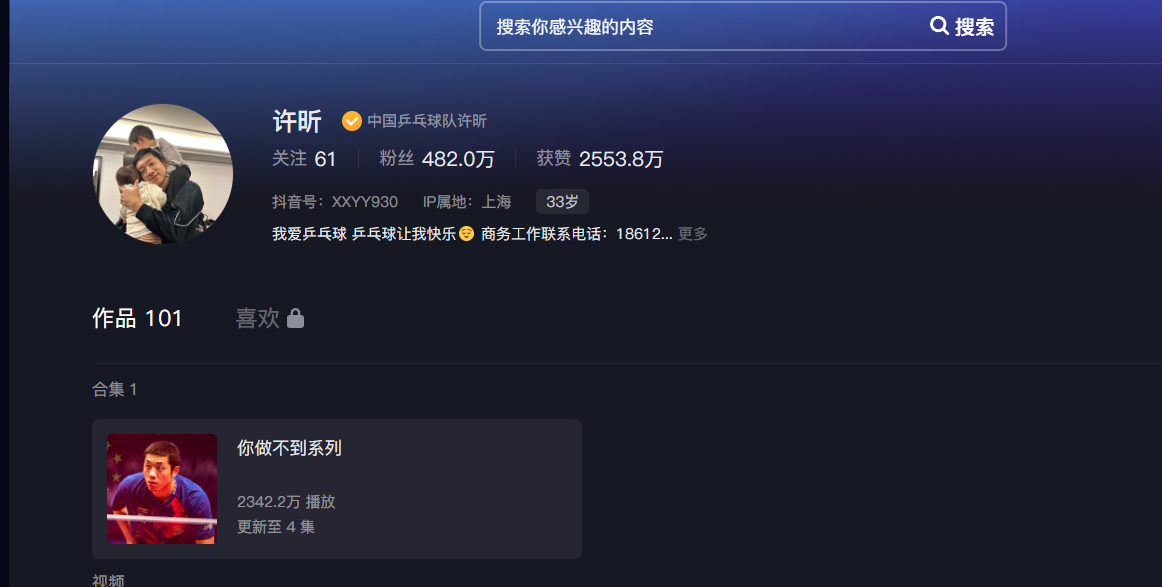 搜索你感兴趣的内容 搜索
许昕 中国乒乓球队许昕
关注 61 粉丝 482.0万 获赞 2553.8万
抖音号：XXYY930 IP属地：上海 33岁
我爱乒乓球 乒乓球让我快乐😌 商务工作联系电话：18612... 更多
作品 101 喜欢
合集 1
你做不到系列
2342.2万 播放
更新至 4 集
视频